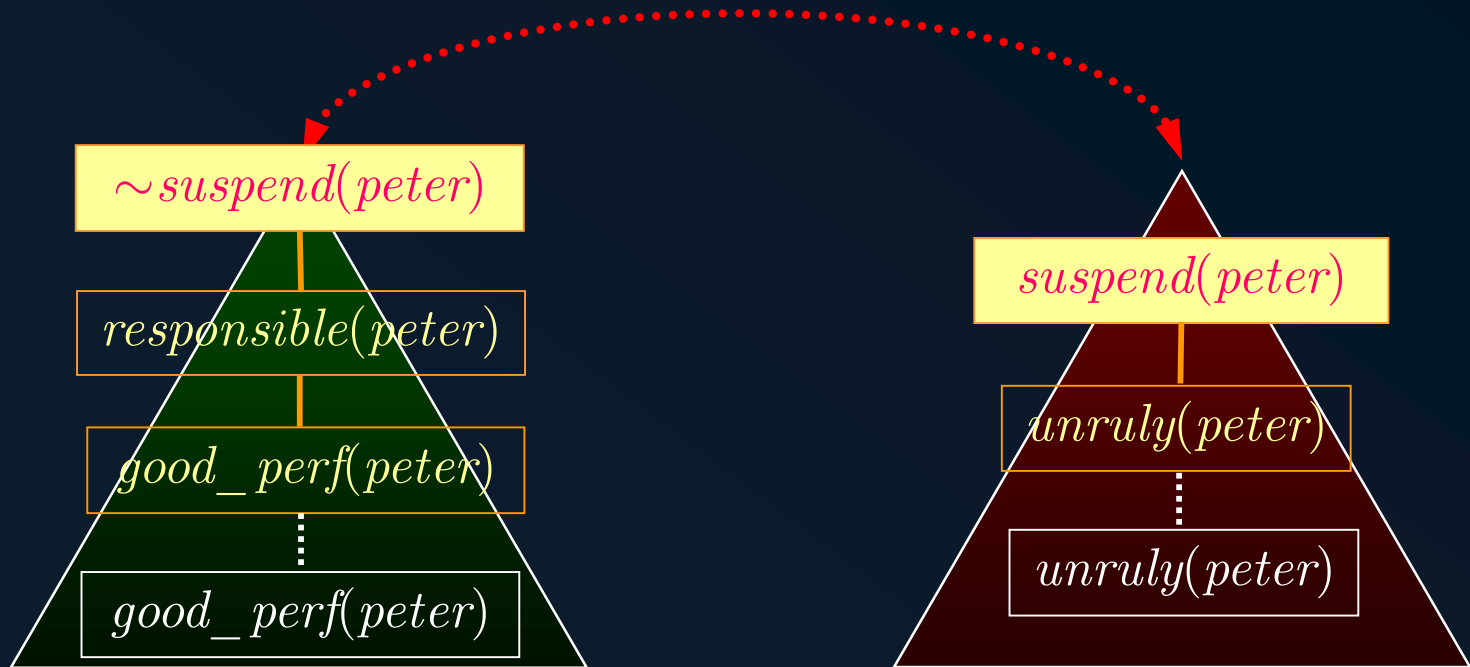 ~suspend(peter)
responsible(peter)
good_perf(peter)
good_perf(peter)
suspend(peter)
unruly(peter)
unruly(peter)